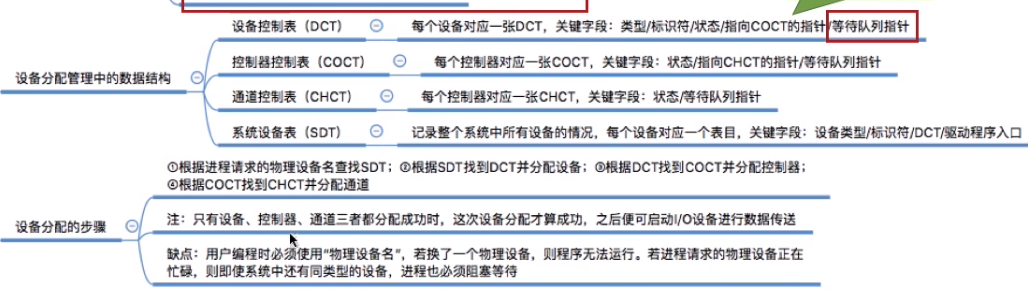 设备控制表（DCT）
每个设备对应一张DCT，关键字段：类型/标识符/状态/指向COCT的指针/等待队列指针
控制器控制表（COCT）
每个控制器对应一张COCT，关键字段：状态/指向CHCT的指针/等待队列指针
设备分配管理中的数据结构
通道控制表（CHCT）
每个控制器对应一张CHCT，关键字段：状态/等待队列指针
系统设备表（SDT）
记录整个系统中所有设备的情况，每个设备对应一个表目，关键字段：设备类型/标识符/DCT/驱动程序入口
①根据进程请求的物理设备名查找SDT；②根据SDT找到DCT并分配设备；③根据DCT找到COCT并分配控制器；
④根据COCT找到CHCT并分配通道
设备分配的步骤
注：只有设备、控制器、通道三者都分配成功时，这次设备分配才算成功，之后便可启动I/O设备进行数据传送
缺点：用户编程时必须使用“物理设备名”，若换了一个物理设备，则程序无法运行。若进程请求的物理设备正在
忙碌，则即使系统中还有同类型的设备，进程也必须阻塞等待